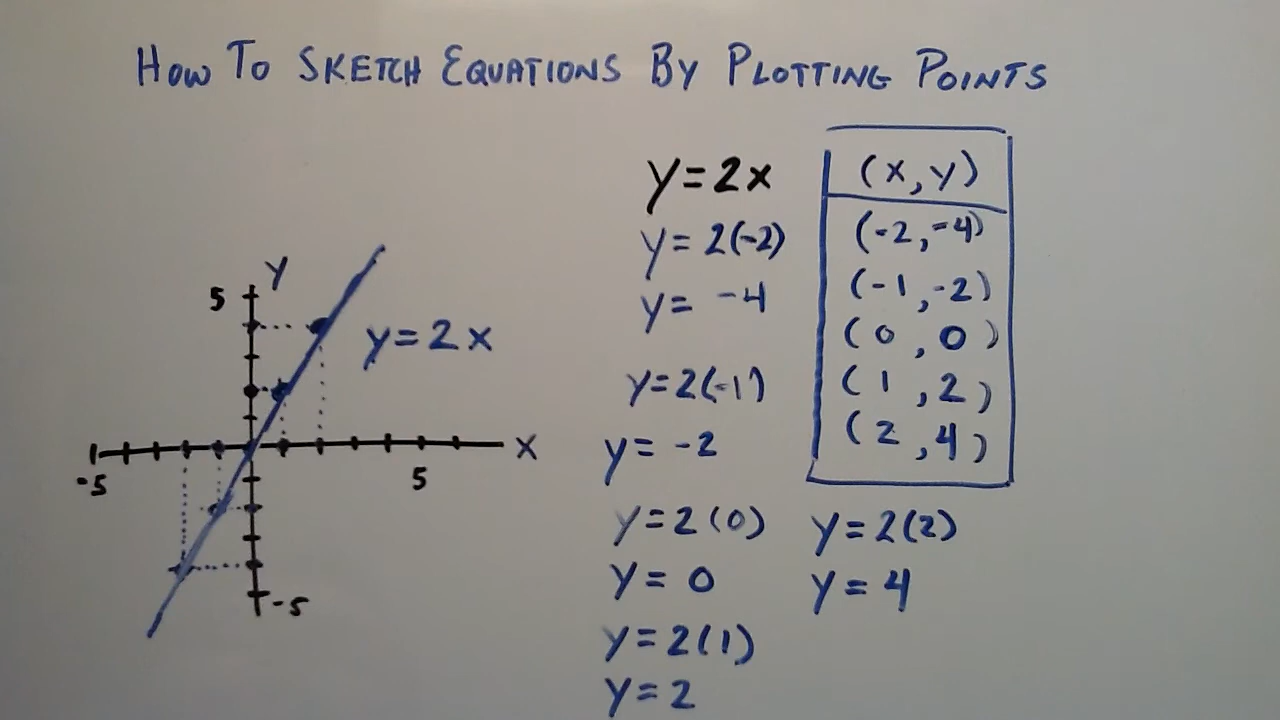 How To SKETCH EQUATIONS BY PLOTTING POINTS
Y
5
y=2x
X
-5
5
-5
y=2x
y=2(-2)
y= -4
y=2(-1)
y= -2
y=2(0)
y= 0
y=2(1)
y=2
(x,y)
(-2,-4)
(-1,-2)
(0,0)
(1,2)
(2,4)
y=2(2)
y=4